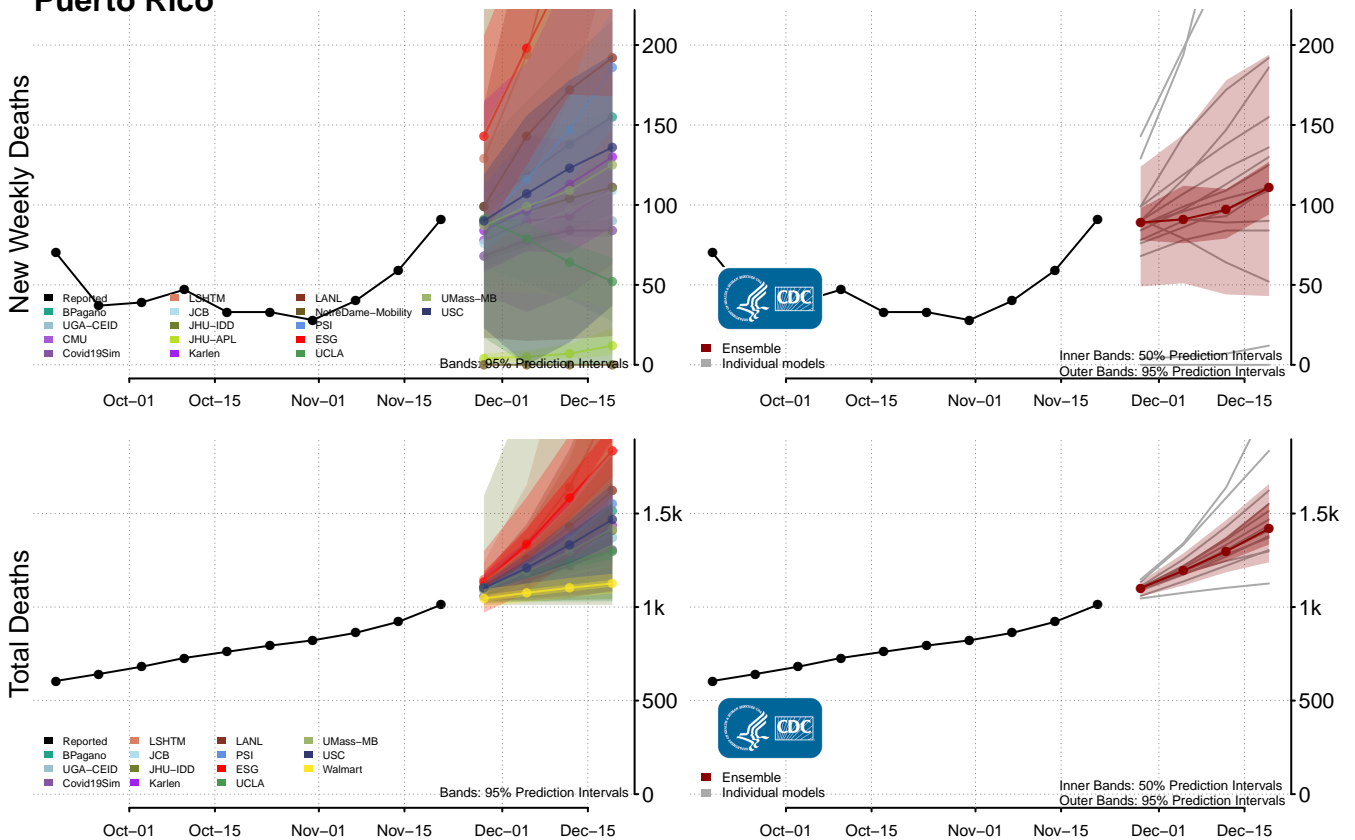 Puerto Rico
New Weekly Deaths
200
150
100
50
0
Reported
BPagano
UGA−CEID
CMU
Covid19Sim
LSHTM
JCB
JHU−IDD
JHU−APL
Karlen
LANL
NotreDame−Mobility
PSI
ESG
UCLA
UMass−MB
USC
Bands: 95% Prediction Intervals
Oct−01 Oct−15 Nov−01 Nov−15 Dec−01 Dec−15
200
150
100
50
0
CDC
Ensemble
Individual models
Inner Bands: 50% Prediction Intervals
Outer Bands: 95% Prediction Intervals
Oct−01 Oct−15 Nov−01 Nov−15 Dec−01 Dec−15
Total Deaths
1.5k
1k
500
0
Reported
BPagano
UGA−CEID
Covid19Sim
LSHTM
JCB
JHU−IDD
Karlen
LANL
PSI
ESG
UCLA
UMass−MB
USC
Walmart
Bands: 95% Prediction Intervals
Oct−01 Oct−15 Nov−01 Nov−15 Dec−01 Dec−15
1.5k
1k
500
0
CDC
Ensemble
Individual models
Inner Bands: 50% Prediction Intervals
Outer Bands: 95% Prediction Intervals
Oct−01 Oct−15 Nov−01 Nov−15 Dec−01 Dec−15